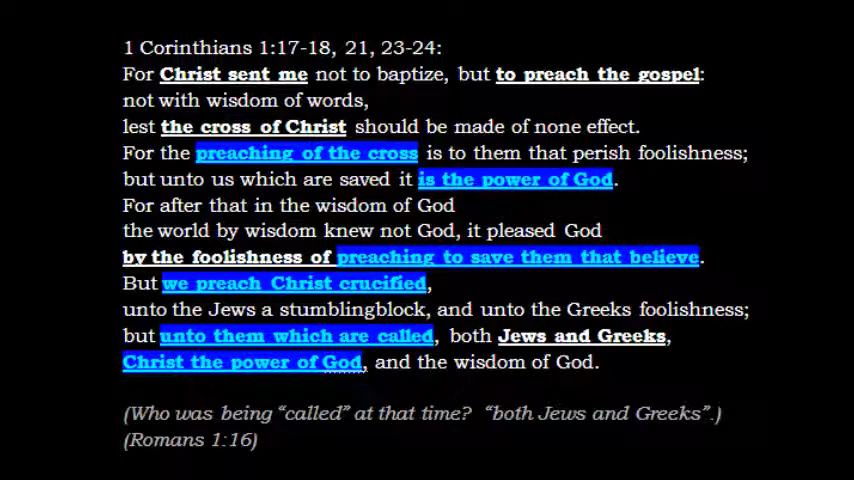 1 Corinthians 1:17-18, 21, 23-24:
For Christ sent me not to baptize, but to preach the gospel:
not with wisdom of words,
lest the cross of Christ should be made of none effect.
For the preaching of the cross is to them that perish foolishness;
but unto us which are saved it is the power of God.
For after that in the wisdom of God
the world by wisdom knew not God, it pleased God
by the foolishness of preaching to save them that believe.
But we preach Christ crucified,
unto the Jews a stumblingblock, and unto the Greeks foolishness;
but unto them which are called, both Jews and Greeks,
Christ the power of God, and the wisdom of God.
(Who was being “called” at that time?  “both Jews and Greeks”.)
(Romans 1:16)